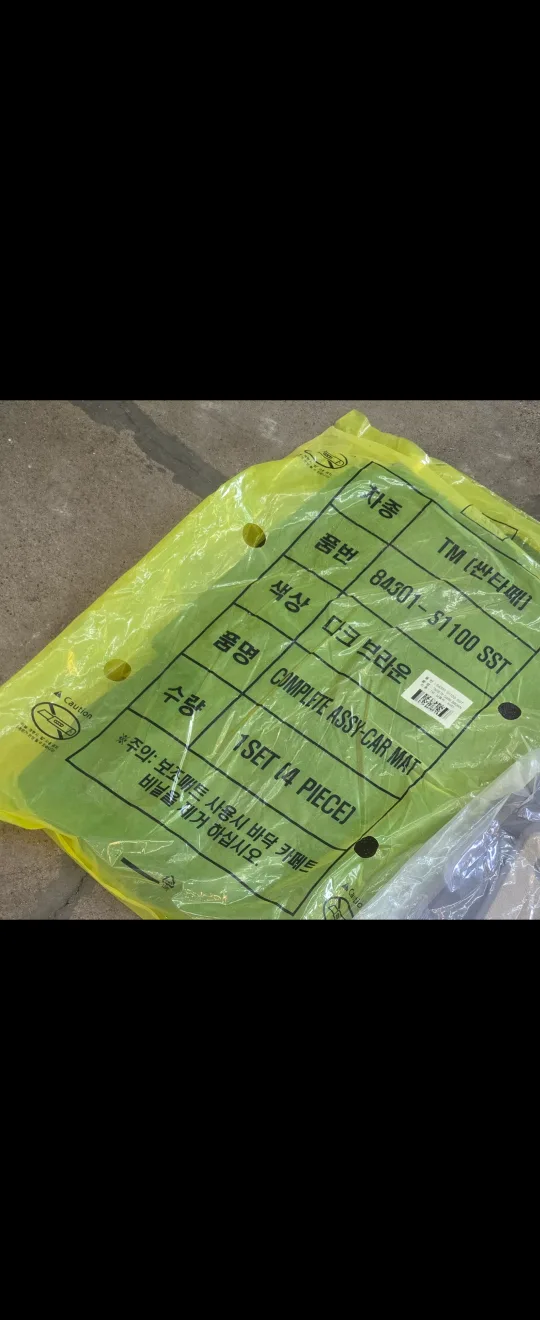 차종 TM (싼타페)
품번 84301- S1100 SST
색상 다크 브라운
품명 COMPLETE ASSY-CAR MAT
수량 1SET (4 PIECE)
※주의: 보조매트 사용시 바닥 카페트
비닐을 제거 하십시오
Caution